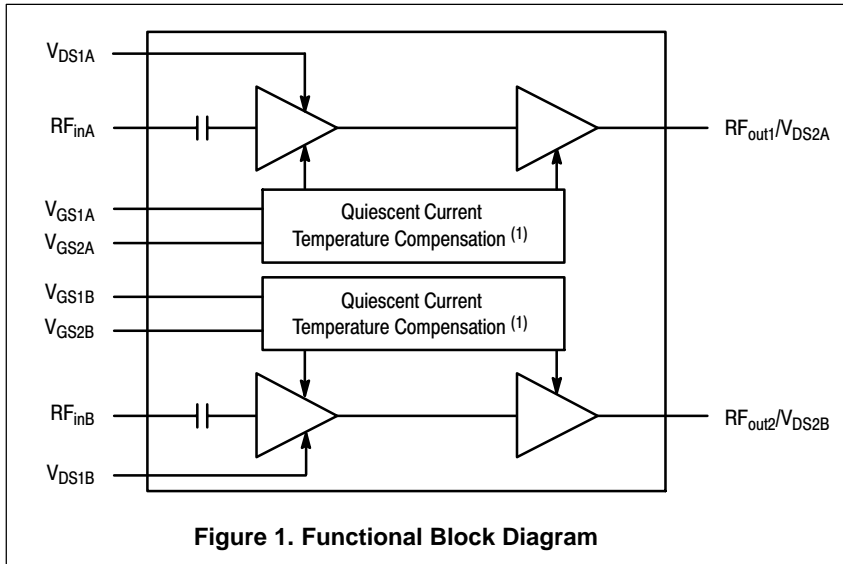 VDS1A
RFinA
RFout1/VDS2A
VGS1A
VGS2A
Quiescent Current
Temperature Compensation (1)
VGS1B
VGS2B
Quiescent Current
Temperature Compensation (1)
RFinB
RFout2/VDS2B
VDS1B
Figure 1. Functional Block Diagram